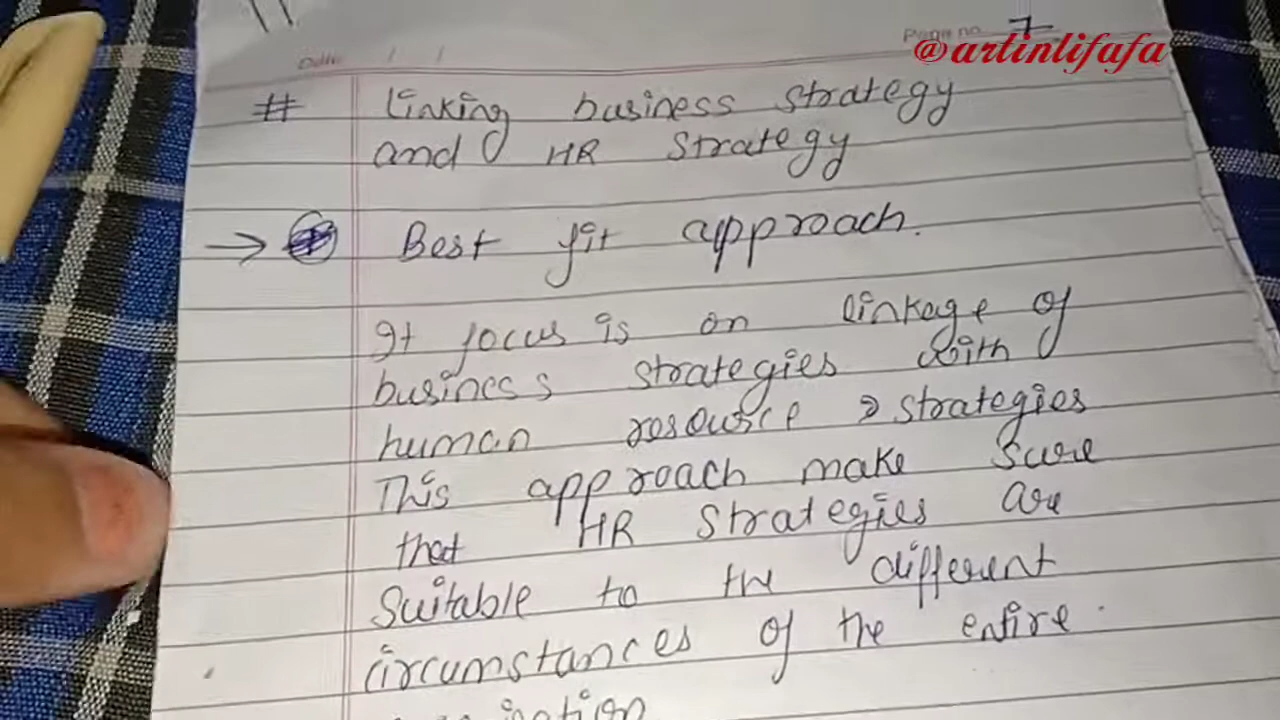 Page no. 7
@artinlifafa
Date / /
# linking business strategy
and HR strategy
→ Best fit approach.
It focus is on linkage of
business strategies with
human resource strategies
This approach make sure
that HR strategies are
suitable to the different
circumstances of the entire